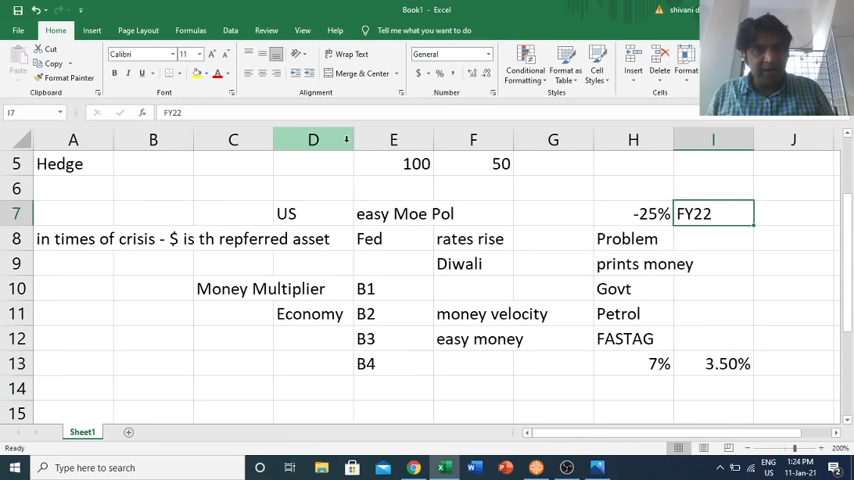 Book1 - Excel
shivani d
File Home Insert Page Layout Formulas Data Review View Help Tell me what you want to do
Cut
Copy
Format Painter
Paste
Clipboard
Calibri 11
B I U
Font
Wrap Text
Merge & Center
Alignment
General
$ % ,
Number
Conditional Formatting
Format as Table
Cell Styles
Styles
Insert Delete Format
Cells
I7 fx FY22
A B C D E F G H I J
5 Hedge 100 50
6
7 US easy Moe Pol -25% FY22
8 in times of crisis - $ is th repferred asset Fed rates rise Problem
9 Diwali prints money
10 Money Multiplier B1 Govt
11 Economy B2 money velocity Petrol
12 B3 easy money FASTAG
13 B4 7% 3.50%
14
15
Sheet1
Ready 200%
Type here to search
ENG US
1:24 PM
11-Jan-21
2